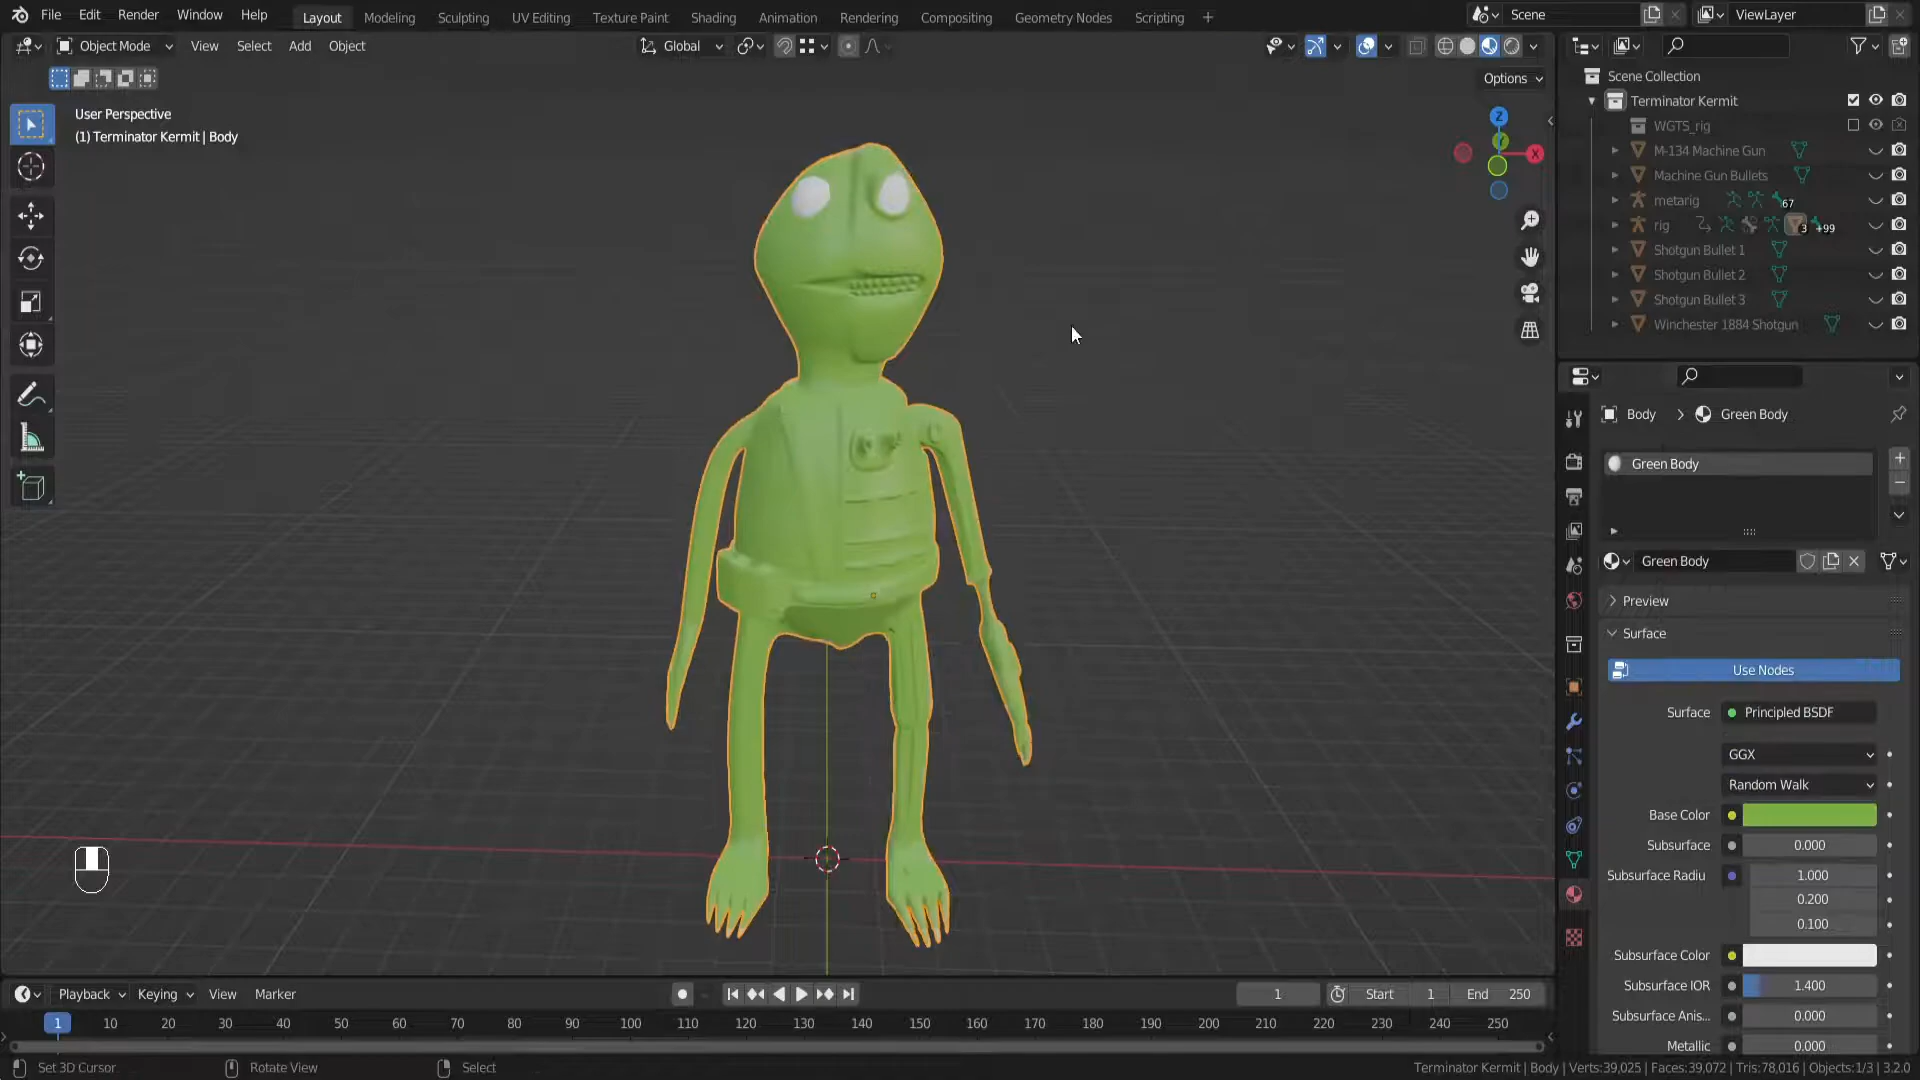 File Edit Render Window Help Layout Modeling Sculpting UV Editing Texture Paint Shading Animation Rendering Compositing Geometry Nodes Scripting + Scene ViewLayer
Object Mode View Select Add Object Global
Options
User Perspective
(1) Terminator Kermit | Body
Z
X
Scene Collection
Terminator Kermit
WGTS_rig
M-134 Machine Gun
Machine Gun Bullets
metarig 67
rig 3 +99
Shotgun Bullet 1
Shotgun Bullet 2
Shotgun Bullet 3
Winchester 1884 Shotgun
Body > Green Body
Green Body
Green Body
Preview
Surface
Use Nodes
Surface Principled BSDF
GGX
Random Walk
Base Color
Subsurface 0.000
Subsurface Radiu 1.000
0.200
0.100
Subsurface Color
Subsurface IOR 1.400
Subsurface Anis... 0.000
Metallic 0.000
Playback Keying View Marker 1 Start 1 End 250
1 10 20 30 40 50 60 70 80 90 100 110 120 130 140 150 160 170 180 190 200 210 220 230 240 250
Set 3D Cursor Rotate View Select Terminator Kermit | Body | Verts:39,025 | Faces:39,072 | Tris:78,016 | Objects:1/3 | 3.2.0